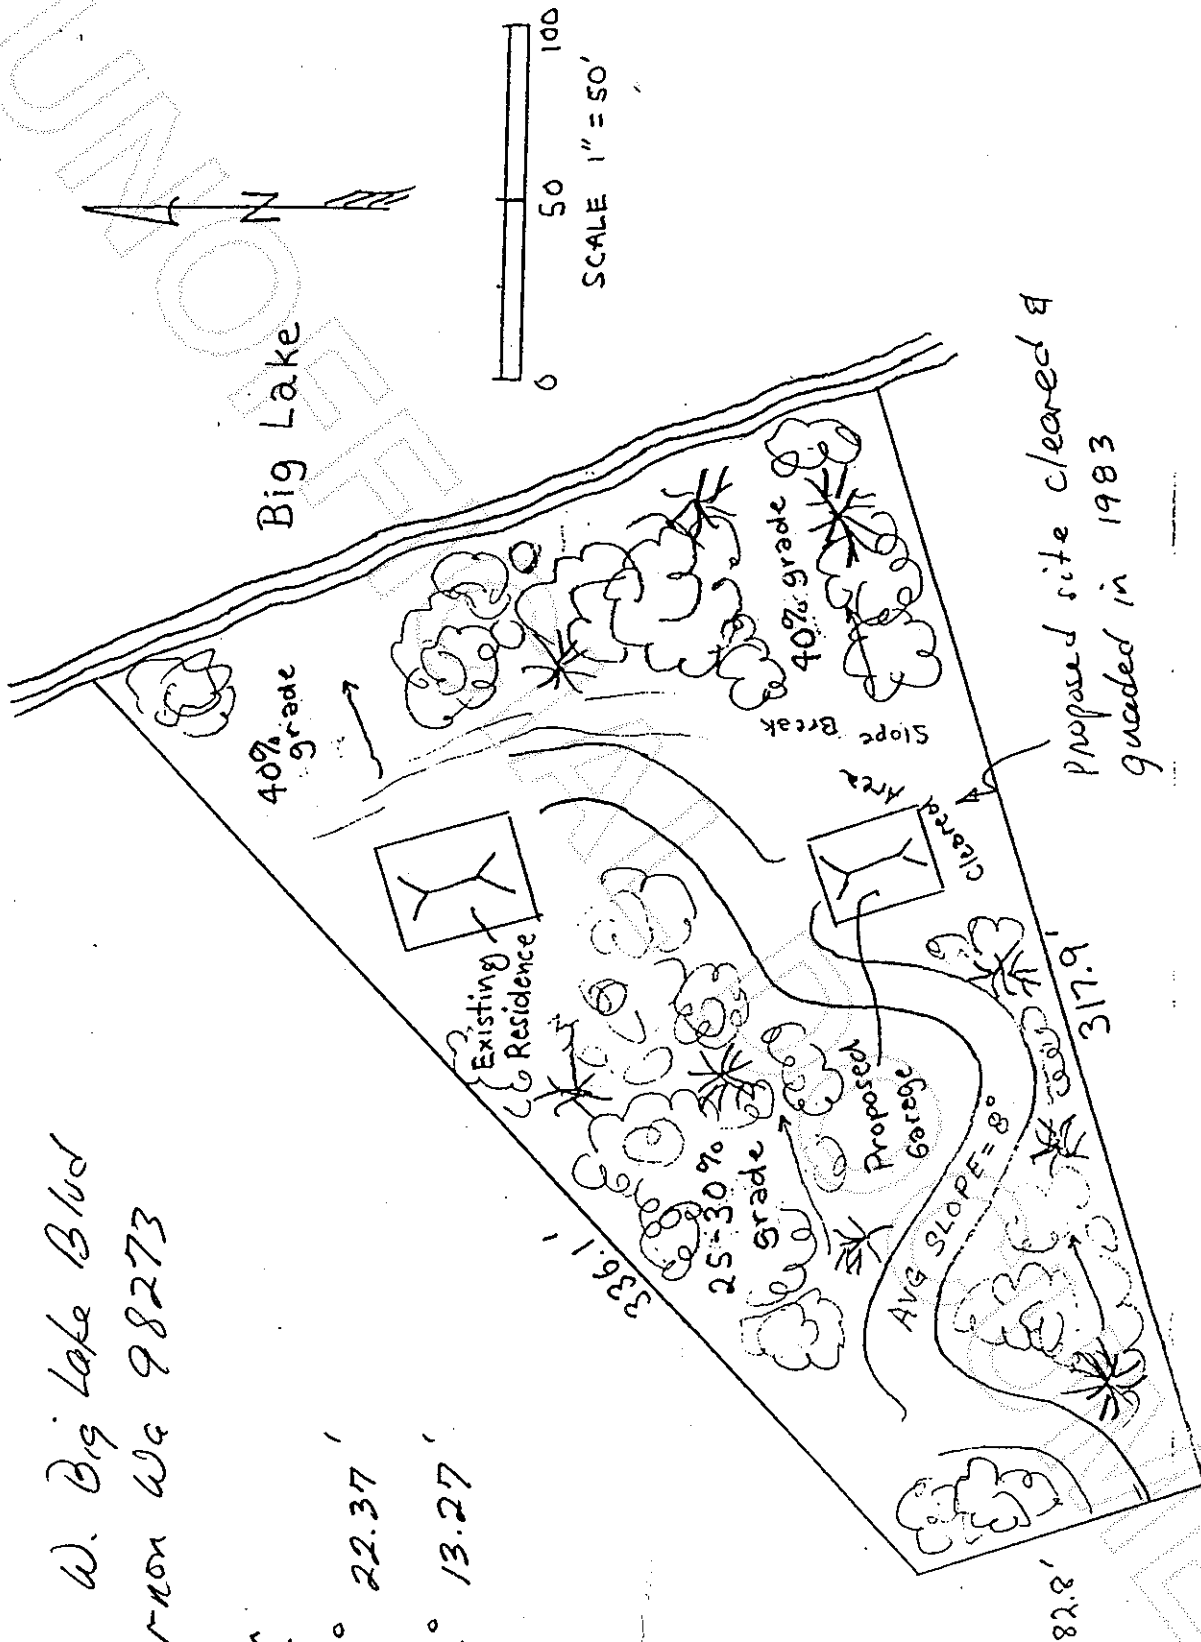 W. Big Lake Blvd
rnon Wa 98273
° 22.37'
° 13.27'
N
Big Lake
0 50 100
SCALE 1" = 50'
40% grade
Existing Residence
336.1'
25-30% grade
Proposed Garage
AVG SLOPE = 8°
40% grade
Slope Break
Cleared Area
317.9'
82.8'
proposed site cleared &
graded in 1983
UNOFFICIAL DOCUMENT